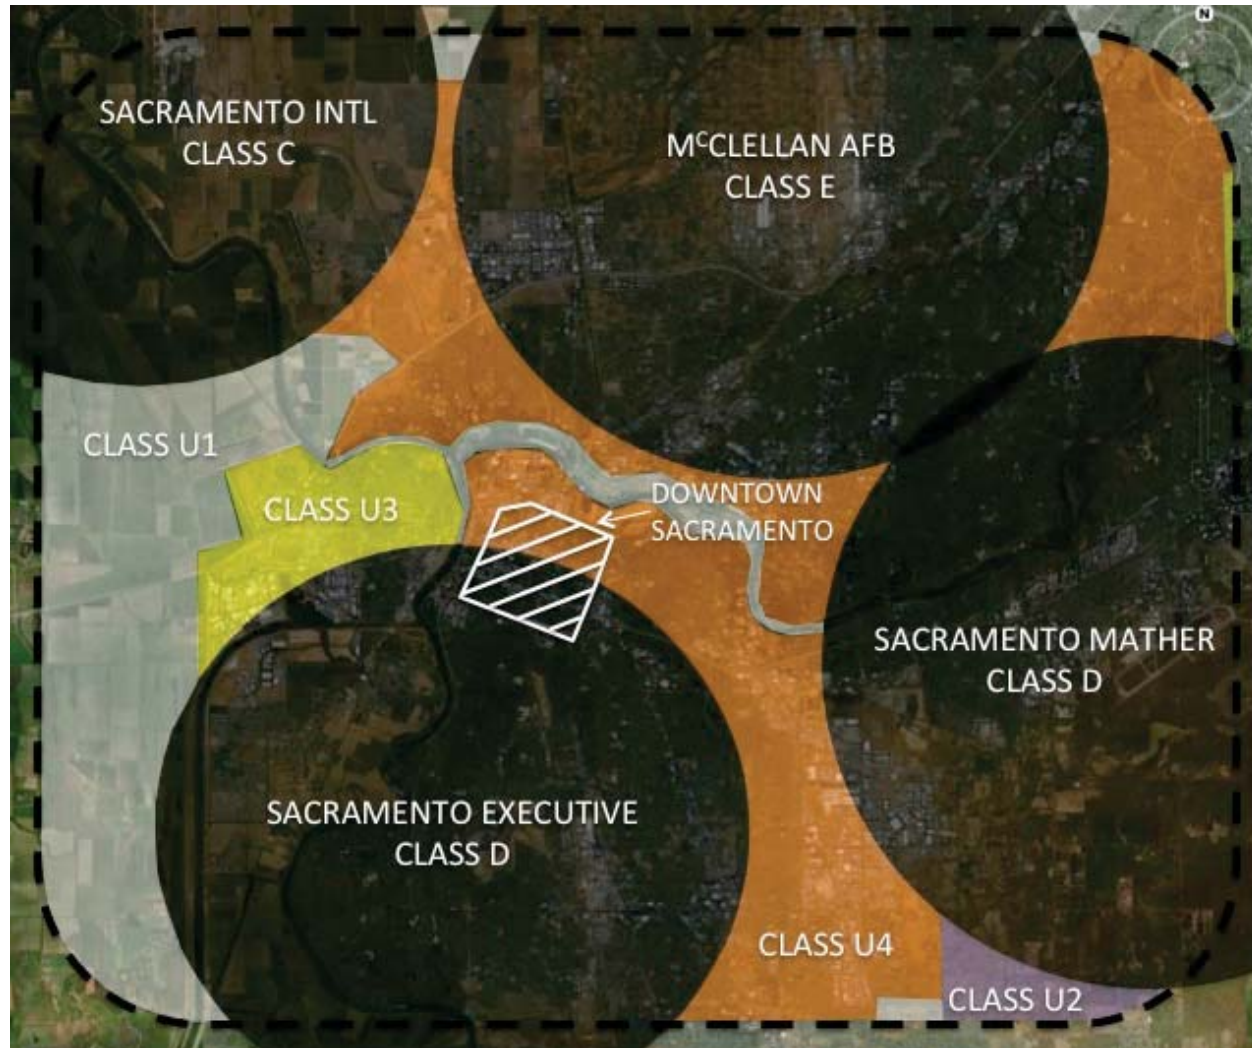 N
SACRAMENTO INTL
CLASS C
MCCLELLAN AFB
CLASS E
CLASS U1
CLASS U3
DOWNTOWN
SACRAMENTO
SACRAMENTO MATHER
CLASS D
SACRAMENTO EXECUTIVE
CLASS D
CLASS U4
CLASS U2